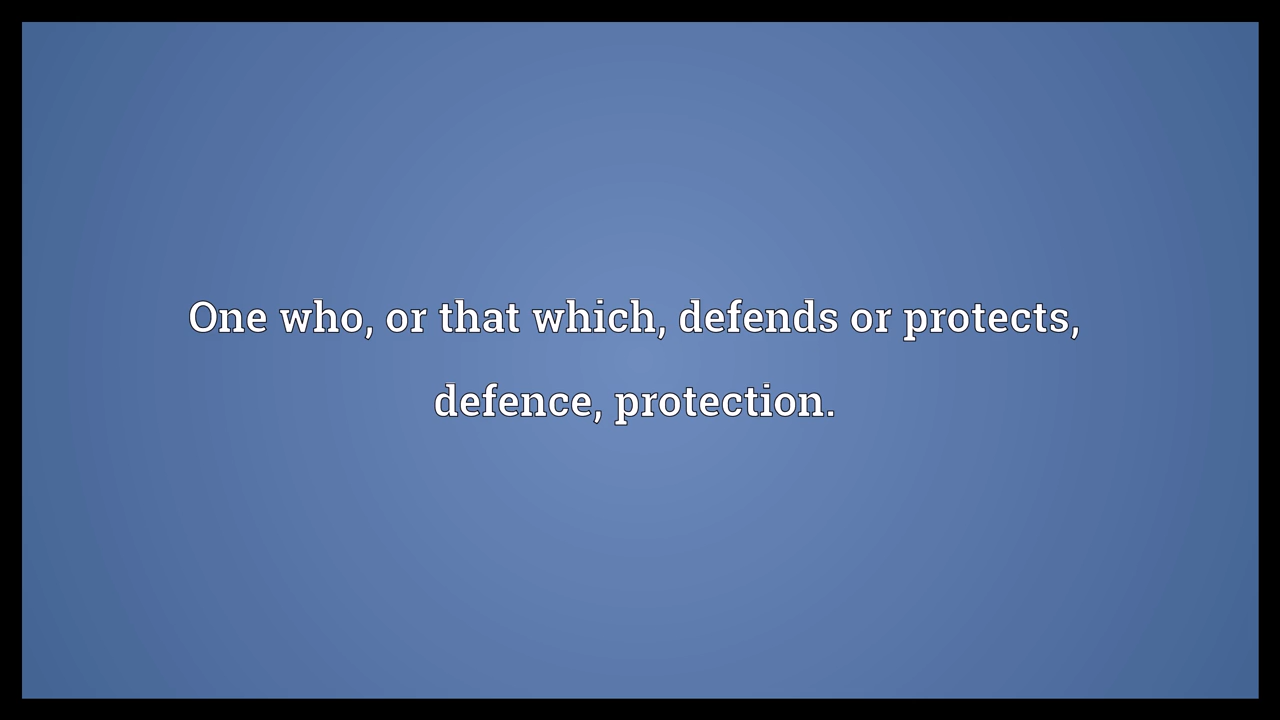 One who, or that which, defends or protects,
defence, protection.